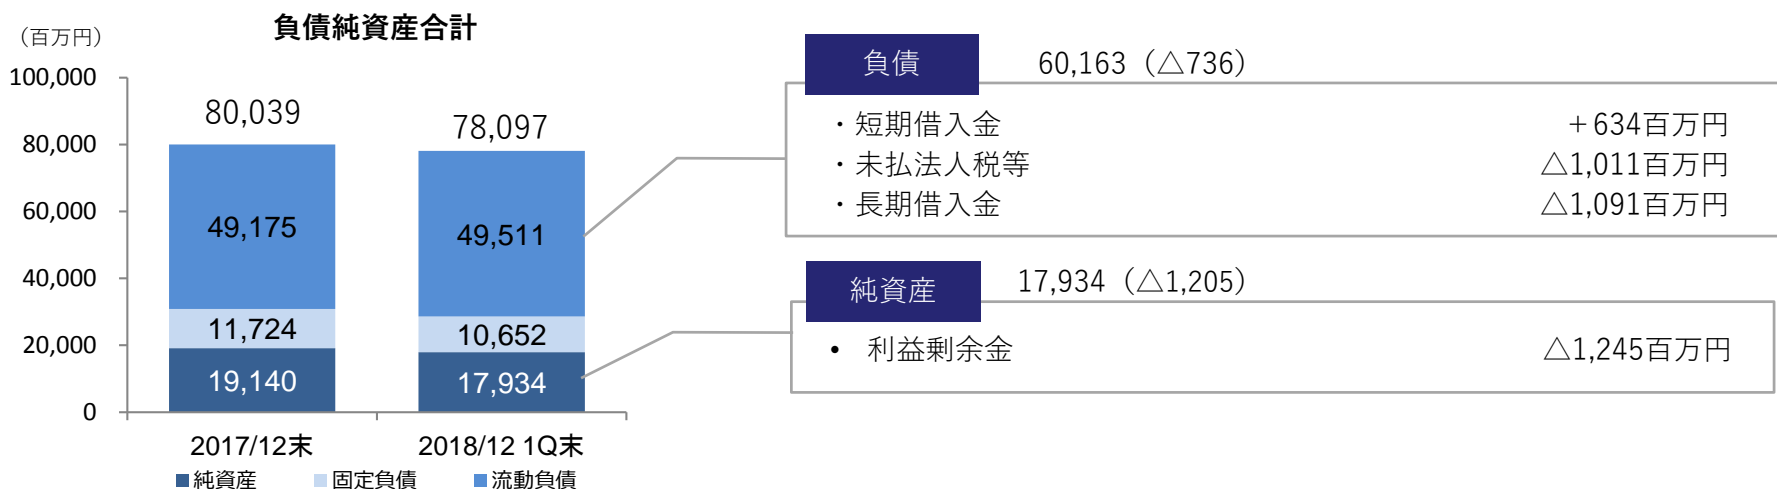 負債純資産合計
（百万円）
100,000
80,000
60,000
40,000
20,000
0
80,039
78,097
49,175
49,511
11,724
10,652
19,140
17,934
2017/12末
2018/12 1Q末
純資産
固定負債
流動負債
負債
60,163（△736）
・短期借入金 ＋634百万円
・未払法人税等 △1,011百万円
・長期借入金 △1,091百万円
純資産
17,934（△1,205）
• 利益剰余金 △1,245百万円